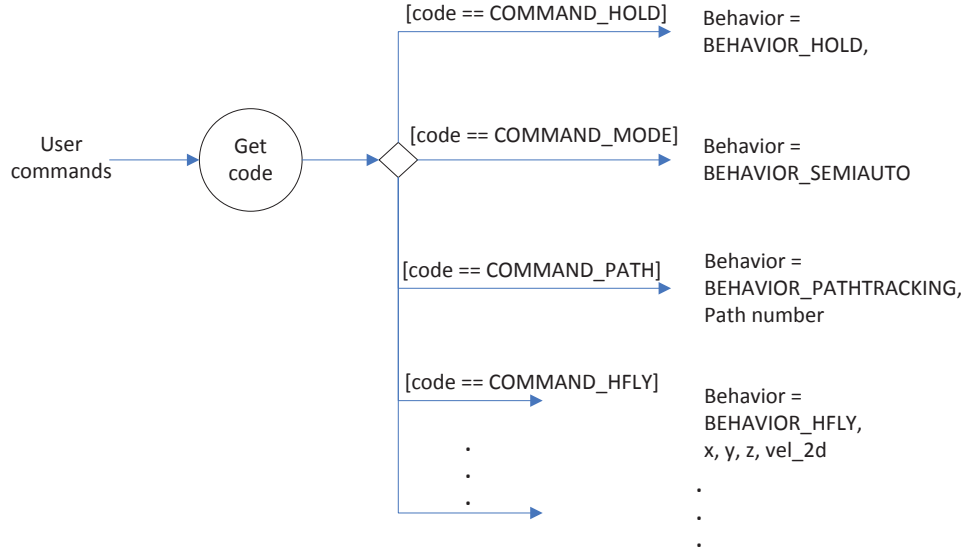 [code == COMMAND_HOLD]
Behavior =
BEHAVIOR_HOLD,
User
commands
Get
code
[code == COMMAND_MODE]
Behavior =
BEHAVIOR_SEMIAUTO
[code == COMMAND_PATH]
Behavior =
BEHAVIOR_PATHTRACKING,
Path number
[code == COMMAND_HFLY]
Behavior =
BEHAVIOR_HFLY,
x, y, z, vel_2d
.
.
.
.
.
.